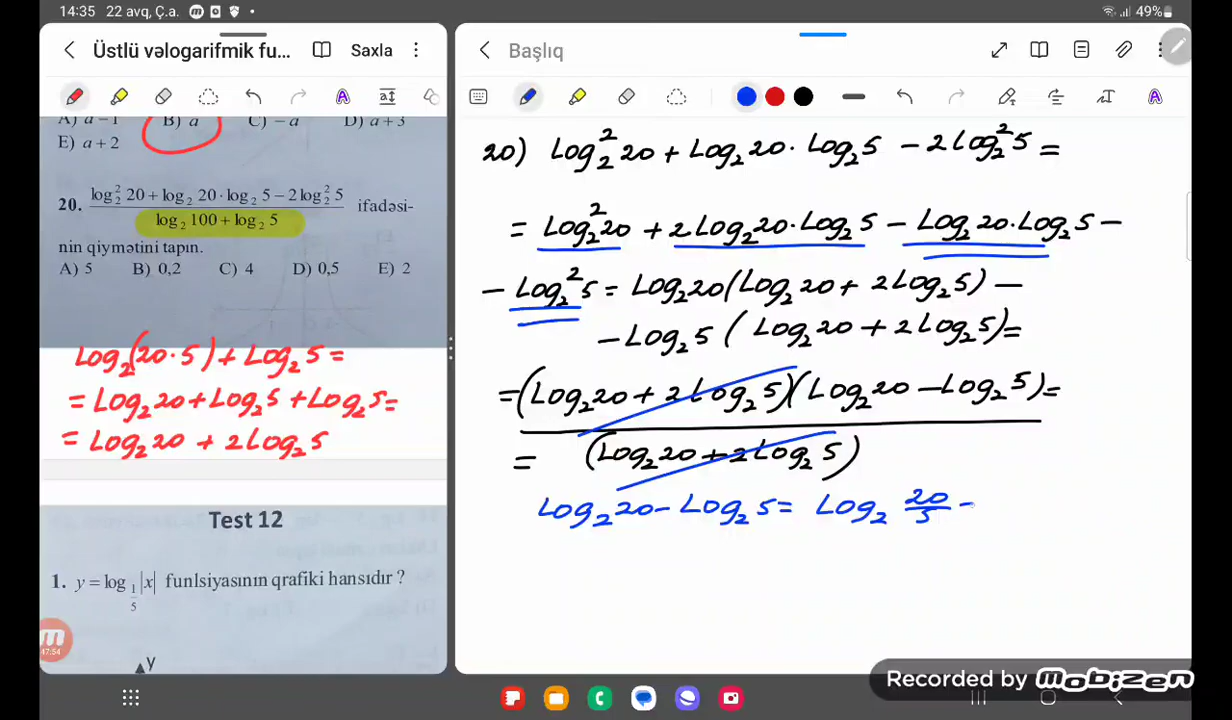 14:35 22 avq, Ç.a. 49%
Üstlü vəlogarifmik fu... Saxla
A) a − 1 B) a C) −a D) a + 3
E) a + 2
20. (log₂² 20 + log₂ 20 · log₂ 5 − 2 log₂² 5) / (log₂ 100 + log₂ 5) ifadəsi-
nin qiymətini tapın.
A) 5 B) 0,2 C) 4 D) 0,5 E) 2
Log₂(20·5) + Log₂5 =
= Log₂20 + Log₂5 + Log₂5 =
= Log₂20 + 2Log₂5
Test 12
1. y = log_{1/5} |x| funlsiyasının qrafiki hansıdır ?
y
47:54
Başlıq
20) Log₂²20 + Log₂20 · Log₂5 − 2Log₂²5 =
= Log₂²20 + 2Log₂20·Log₂5 − Log₂20·Log₂5 −
− Log₂²5 = Log₂20(Log₂20 + 2Log₂5) −
− Log₂5 (Log₂20 + 2Log₂5) =
= (Log₂20 + 2Log₂5)(Log₂20 − Log₂5) =
= (Log₂20 + 2Log₂5)
Log₂20 − Log₂5 = Log₂ 20/5 −
Recorded by mobizen